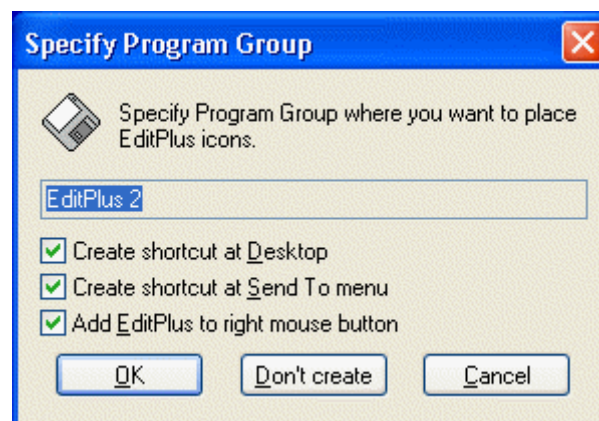 Specify Program Group
Specify Program Group where you want to place
EditPlus icons.
EditPlus 2
Create shortcut at Desktop
Create shortcut at Send To menu
Add EditPlus to right mouse button
OK Don't create Cancel